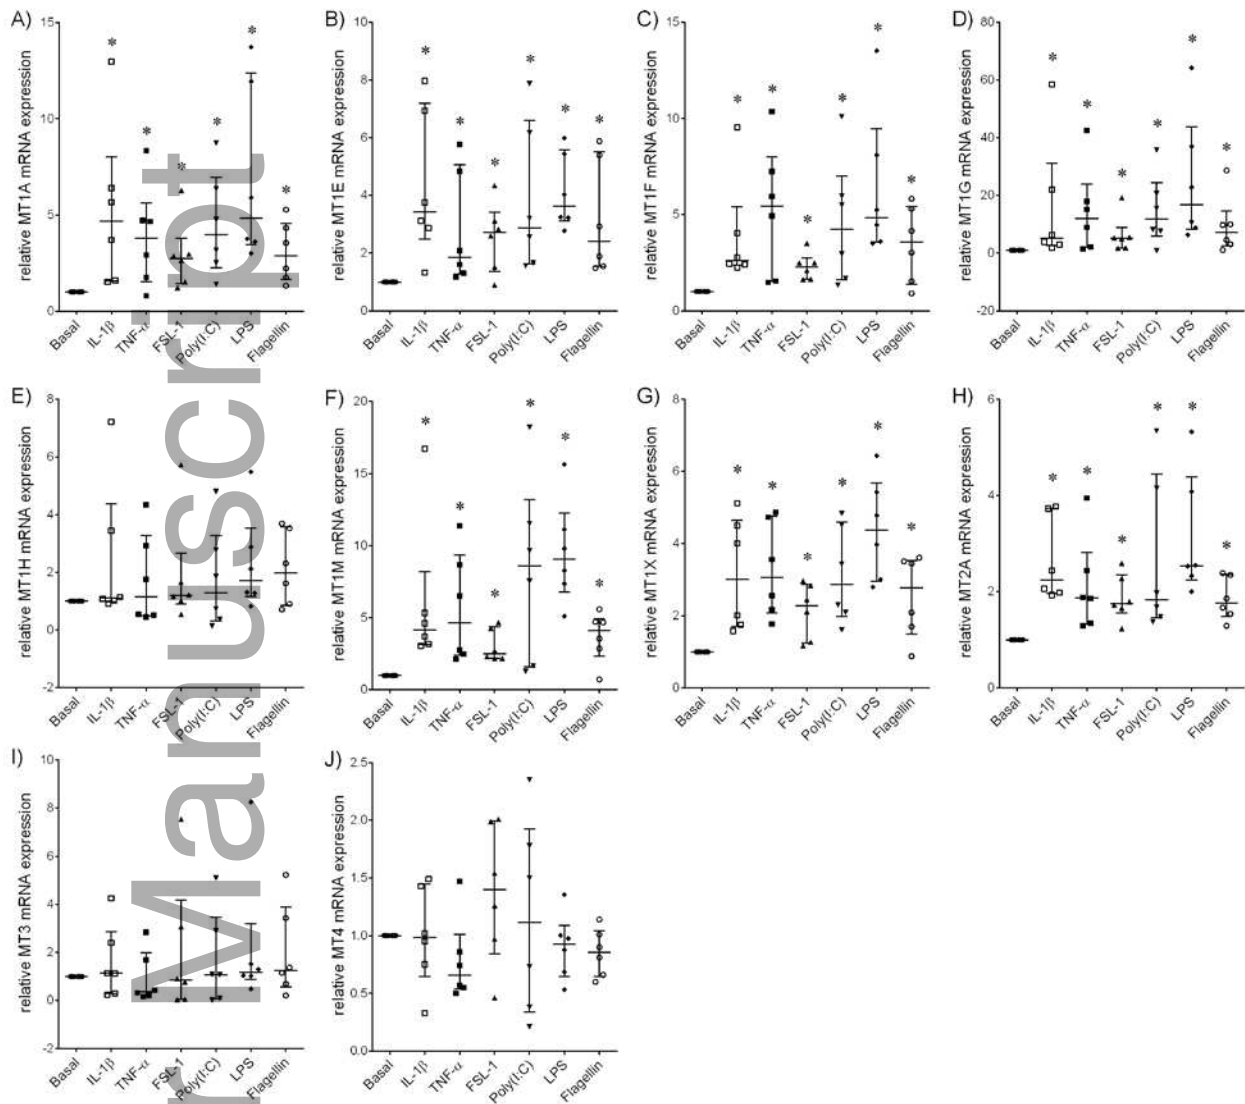 A)
relative MT1A mRNA expression
15
10
5
0
*
*
*
*
*
*
Basal
IL-1β
TNF-α
FSL-1
Poly(I:C)
LPS
Flagellin
B)
relative MT1E mRNA expression
10
8
6
4
2
0
*
*
*
*
*
*
Basal
IL-1β
TNF-α
FSL-1
Poly(I:C)
LPS
Flagellin
C)
relative MT1F mRNA expression
15
10
5
0
*
*
*
*
*
*
Basal
IL-1β
TNF-α
FSL-1
Poly(I:C)
LPS
Flagellin
D)
relative MT1G mRNA expression
80
60
40
20
0
-20
*
*
*
*
*
*
Basal
IL-1β
TNF-α
FSL-1
Poly(I:C)
LPS
Flagellin
E)
relative MT1H mRNA expression
8
6
4
2
0
-2
Basal
IL-1β
TNF-α
FSL-1
Poly(I:C)
LPS
Flagellin
F)
relative MT1M mRNA expression
20
15
10
5
0
*
*
*
*
*
*
Basal
IL-1β
TNF-α
FSL-1
Poly(I:C)
LPS
Flagellin
G)
relative MT1X mRNA expression
8
6
4
2
0
*
*
*
*
*
*
Basal
IL-1β
TNF-α
FSL-1
Poly(I:C)
LPS
Flagellin
H)
relative MT2A mRNA expression
6
4
2
0
*
*
*
*
*
*
Basal
IL-1β
TNF-α
FSL-1
Poly(I:C)
LPS
Flagellin
I)
relative MT3 mRNA expression
10
8
6
4
2
0
-2
Basal
IL-1β
TNF-α
FSL-1
Poly(I:C)
LPS
Flagellin
J)
relative MT4 mRNA expression
2.5
2.0
1.5
1.0
0.5
0.0
Basal
IL-1β
TNF-α
FSL-1
Poly(I:C)
LPS
Flagellin
r Manuscript